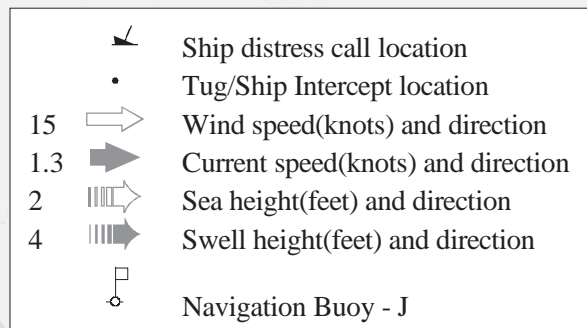 Ship distress call location
Tug/Ship Intercept location
15 Wind speed(knots) and direction
1.3 Current speed(knots) and direction
2 Sea height(feet) and direction
4 Swell height(feet) and direction
Navigation Buoy - J